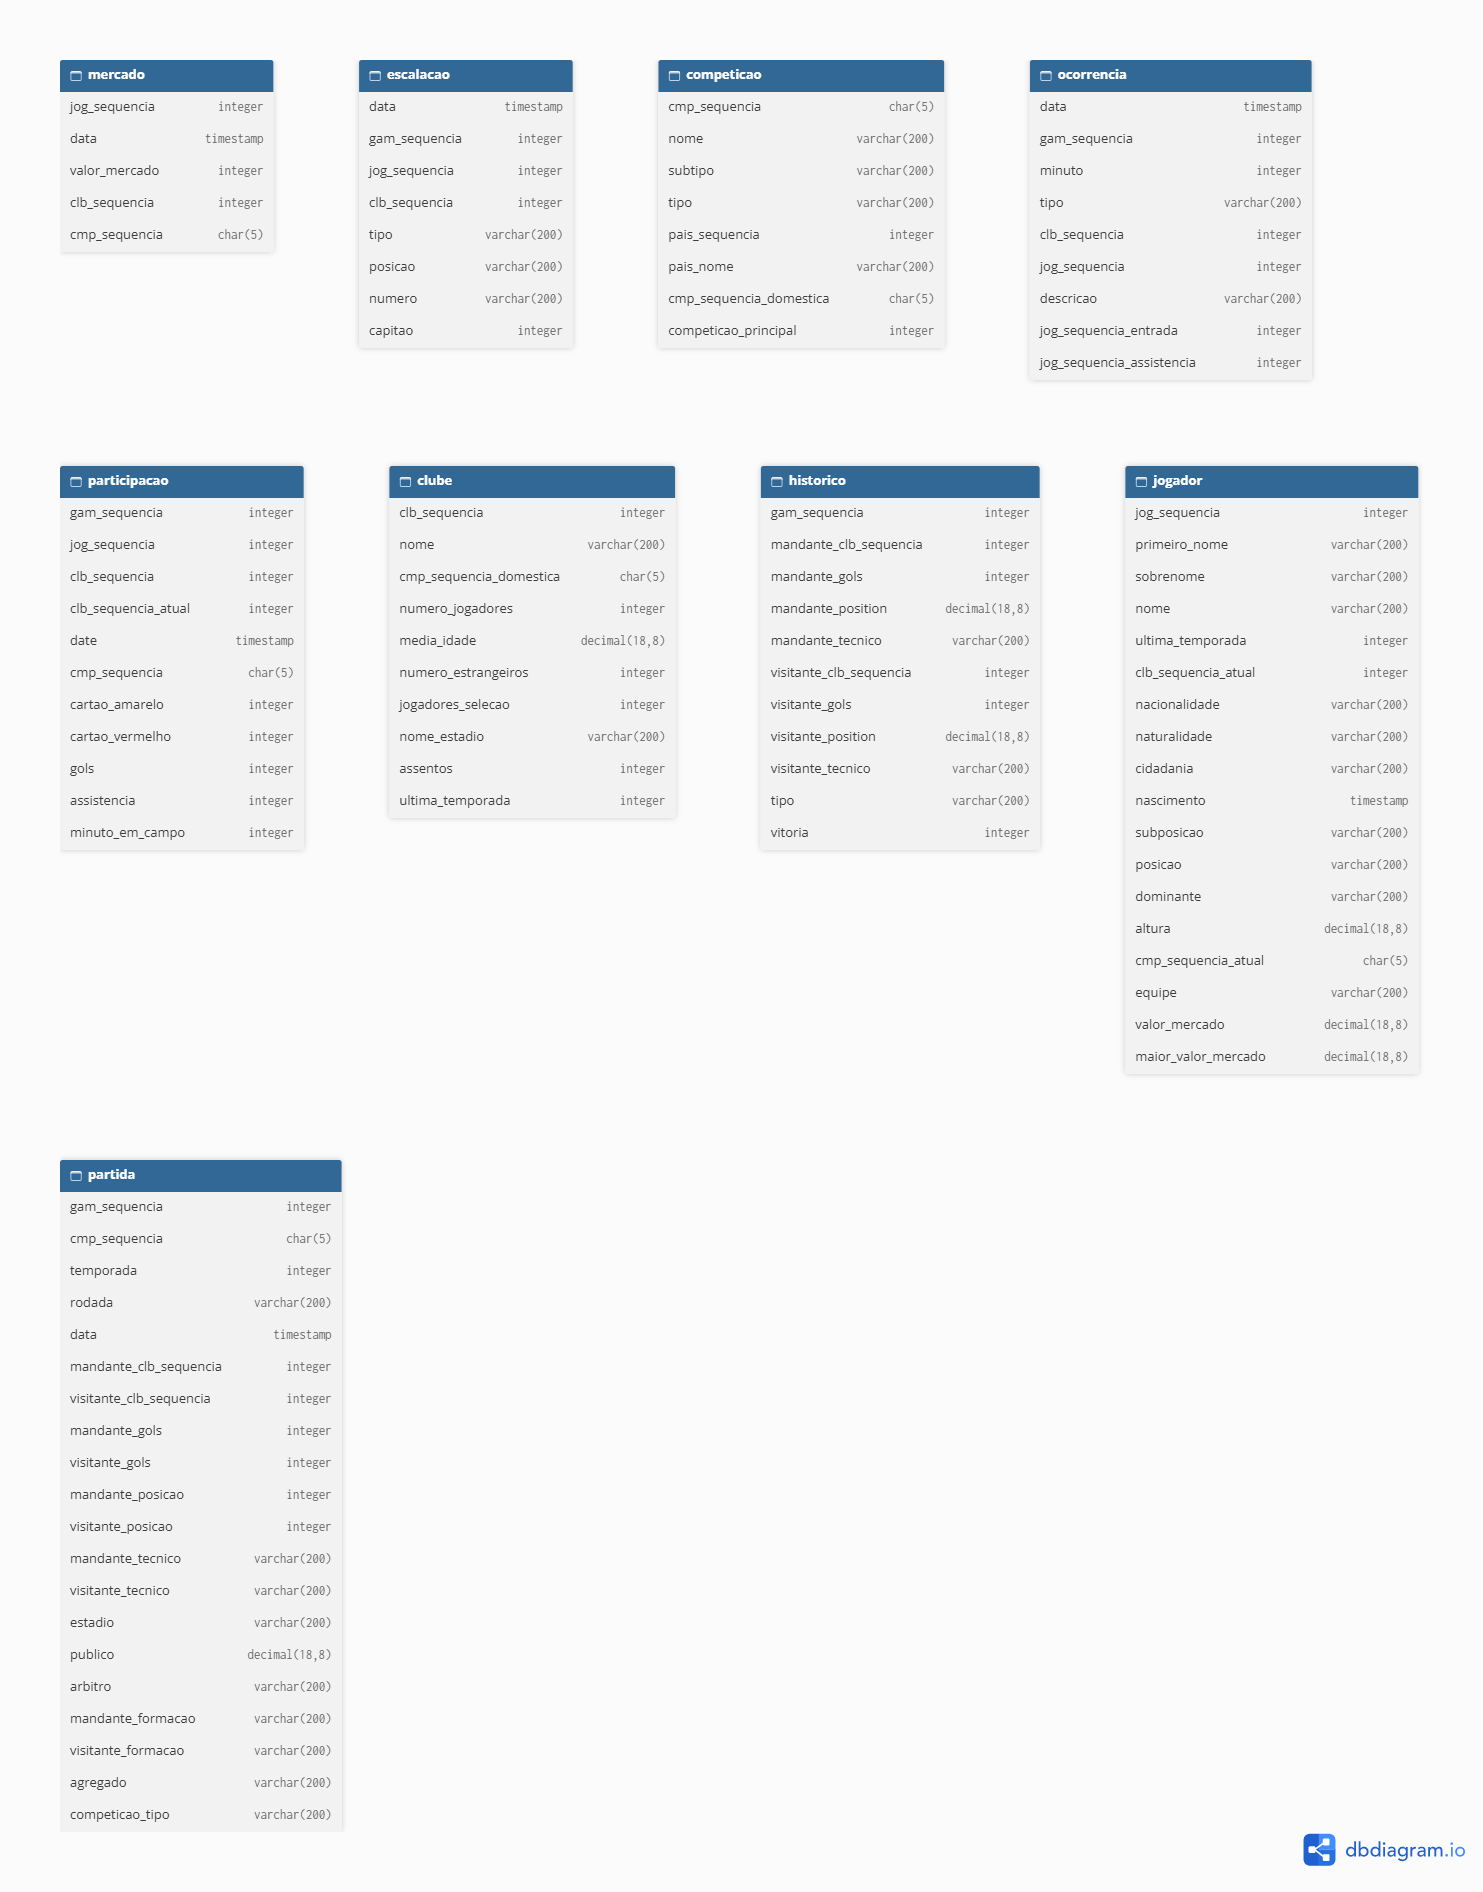 mercado
jog_sequencia integer
data timestamp
valor_mercado integer
clb_sequencia integer
cmp_sequencia char(5)
escalacao
data timestamp
gam_sequencia integer
jog_sequencia integer
clb_sequencia integer
tipo varchar(200)
posicao varchar(200)
numero varchar(200)
capitao integer
competicao
cmp_sequencia char(5)
nome varchar(200)
subtipo varchar(200)
tipo varchar(200)
pais_sequencia integer
pais_nome varchar(200)
cmp_sequencia_domestica char(5)
competicao_principal integer
ocorrencia
data timestamp
gam_sequencia integer
minuto integer
tipo varchar(200)
clb_sequencia integer
jog_sequencia integer
descricao varchar(200)
jog_sequencia_entrada integer
jog_sequencia_assistencia integer
participacao
gam_sequencia integer
jog_sequencia integer
clb_sequencia integer
clb_sequencia_atual integer
date timestamp
cmp_sequencia char(5)
cartao_amarelo integer
cartao_vermelho integer
gols integer
assistencia integer
minuto_em_campo integer
clube
clb_sequencia integer
nome varchar(200)
cmp_sequencia_domestica char(5)
numero_jogadores integer
media_idade decimal(18,8)
numero_estrangeiros integer
jogadores_selecao integer
nome_estadio varchar(200)
assentos integer
ultima_temporada integer
historico
gam_sequencia integer
mandante_clb_sequencia integer
mandante_gols integer
mandante_position decimal(18,8)
mandante_tecnico varchar(200)
visitante_clb_sequencia integer
visitante_gols integer
visitante_position decimal(18,8)
visitante_tecnico varchar(200)
tipo varchar(200)
vitoria integer
jogador
jog_sequencia integer
primeiro_nome varchar(200)
sobrenome varchar(200)
nome varchar(200)
ultima_temporada integer
clb_sequencia_atual integer
nacionalidade varchar(200)
naturalidade varchar(200)
cidadania varchar(200)
nascimento timestamp
subposicao varchar(200)
posicao varchar(200)
dominante varchar(200)
altura decimal(18,8)
cmp_sequencia_atual char(5)
equipe varchar(200)
valor_mercado decimal(18,8)
maior_valor_mercado decimal(18,8)
partida
gam_sequencia integer
cmp_sequencia char(5)
temporada integer
rodada varchar(200)
data timestamp
mandante_clb_sequencia integer
visitante_clb_sequencia integer
mandante_gols integer
visitante_gols integer
mandante_posicao integer
visitante_posicao integer
mandante_tecnico varchar(200)
visitante_tecnico varchar(200)
estadio varchar(200)
publico decimal(18,8)
arbitro varchar(200)
mandante_formacao varchar(200)
visitante_formacao varchar(200)
agregado varchar(200)
competicao_tipo varchar(200)
dbdiagram.io